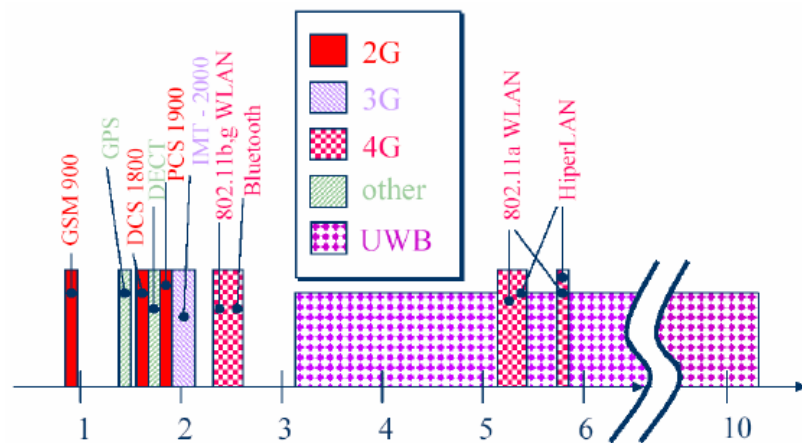 2G
3G
4G
other
UWB
GSM 900
GPS
DCS 1800
DECT
PCS 1900
IMT - 2000
802.11b,g WLAN
Bluetooth
802.11a WLAN
HiperLAN
1
2
3
4
5
6
10